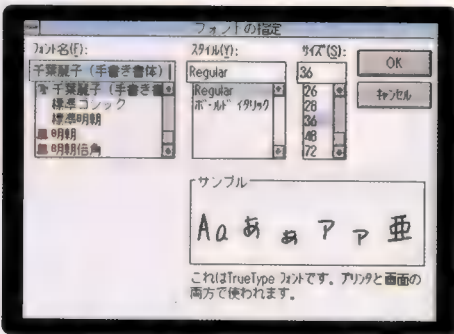 フォントの指定
フォント名(F):
スタイル(Y):
サイズ(S):
千葉麗子（手書き書体）
Regular
36
OK
キャンセル
千葉麗子（手書き書
標準ゴシック
標準明朝
明朝
明朝倍角
Regular
ボールド イタリック
26
28
36
48
72
サンプル
Aa あぁ アァ 亜
これはTrueType フォントです。プリンタと画面の
両方で使われます。